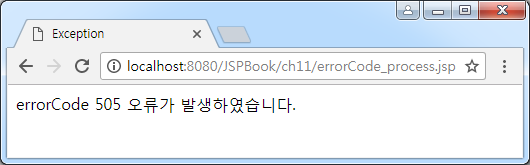 Exception
localhost:8080/JSPBook/ch11/errorCode_process.jsp
errorCode 505 오류가 발생하였습니다.